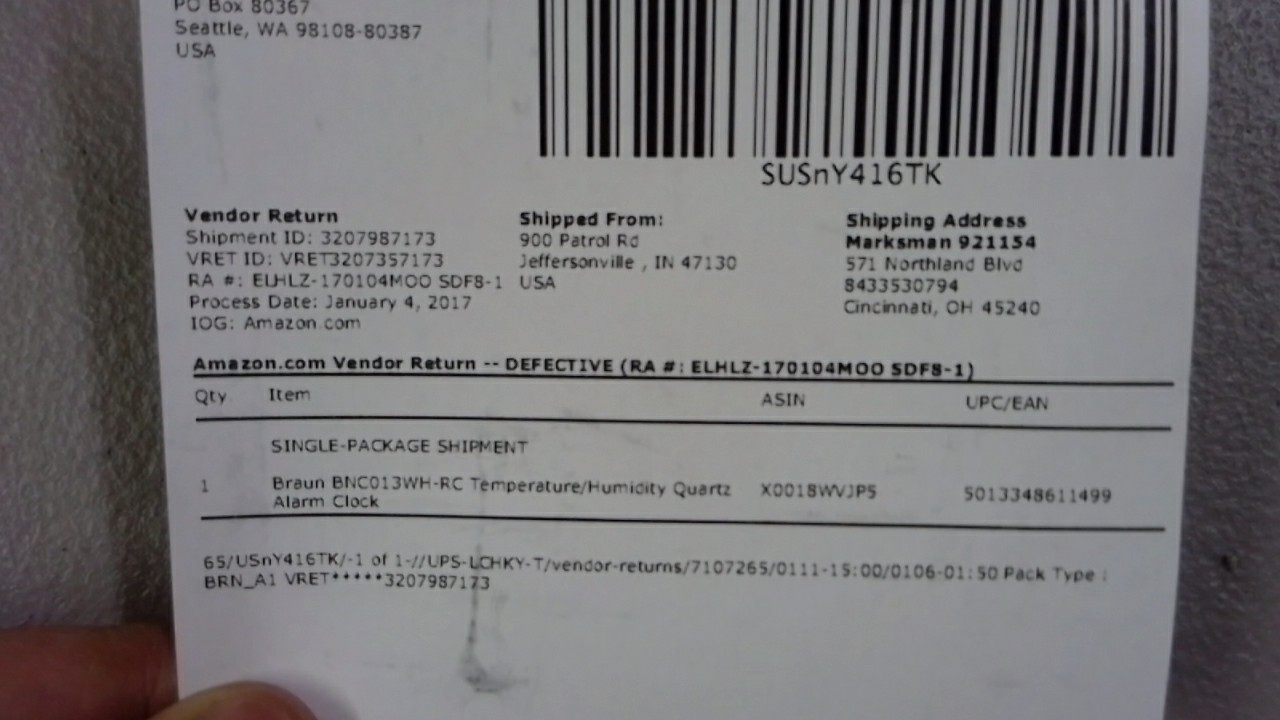 PO Box 80367
Seattle, WA 98108-80387
USA
SUSnY416TK
Vendor Return
Shipment ID: 3207987173
VRET ID: VRET3207357173
RA #: ELHLZ-170104MOO SDF8-1
Process Date: January 4, 2017
IOG: Amazon.com
Shipped From:
900 Patrol Rd
Jeffersonville , IN 47130
USA
Shipping Address
Marksman 921154
571 Northland Blvd
8433530794
Cincinnati, OH 45240
Amazon.com Vendor Return -- DEFECTIVE (RA #: ELHLZ-170104MOO SDF8-1)
Qty Item ASIN UPC/EAN
SINGLE-PACKAGE SHIPMENT
1 Braun BNC013WH-RC Temperature/Humidity Quartz X0018WVJP5 5013348611499
Alarm Clock
65/USnY416TK/-1 of 1-//UPS-LCHKY-T/vendor-returns/7107265/0111-15:00/0106-01:50 Pack Type :
BRN_A1 VRET*****3207987173